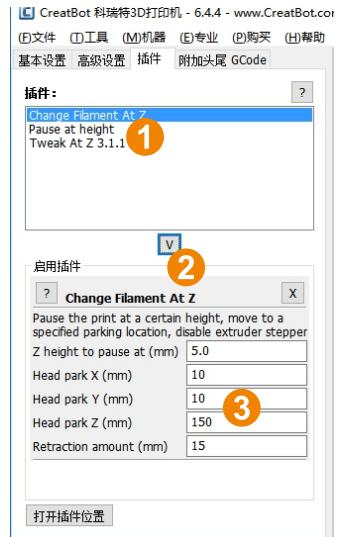 CreatBot 科瑞特3D打印机 - 6.4.4 - www.CreatBot.cor
(F)文件 (T)工具 (M)机器 (E)专业 (P)购买 (H)帮助
基本设置 高级设置 插件 附加头尾 GCode
插件: ?
Change Filament At Z
Pause at height
Tweak At Z 3.1.1
1
V
2
启用插件
? Change Filament At Z X
Pause the print at a certain height, move to a
specified parking location, disable extruder stepper
Z height to pause at (mm) 5.0
Head park X (mm) 10
Head park Y (mm) 10
3
Head park Z (mm) 150
Retraction amount (mm) 15
打开插件位置